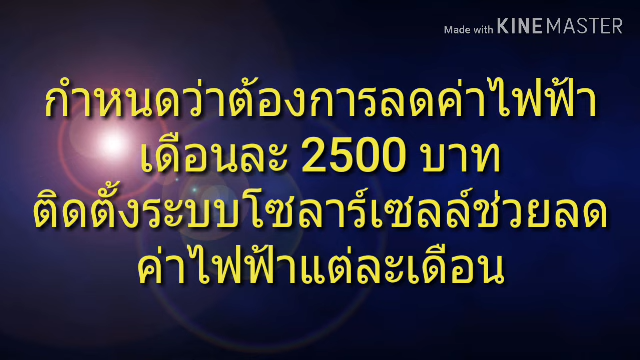 Made with KINEMASTER
กำหนดว่าต้องการลดค่าไฟฟ้า
เดือนละ 2500 บาท
ติดตั้งระบบโซลาร์เซลล์ช่วยลด
ค่าไฟฟ้าแต่ละเดือน